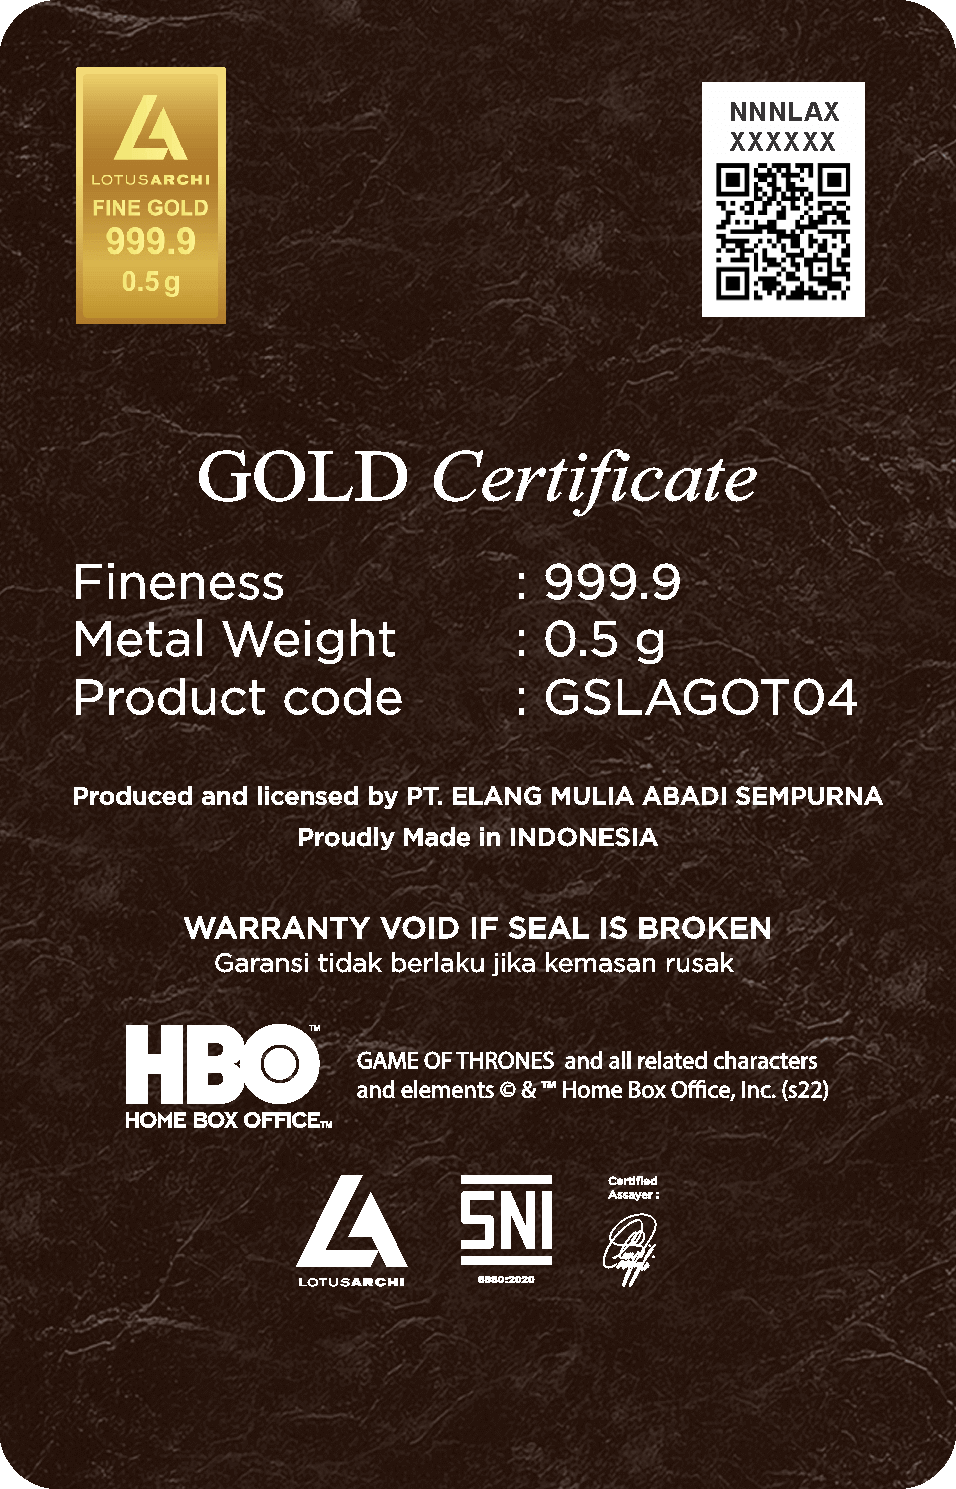 LOTUSARCHI
FINE GOLD
999.9
0.5 g
NNNLAX
XXXXXX
GOLD Certificate
Fineness : 999.9
Metal Weight : 0.5 g
Product code : GSLAGOT04
Produced and licensed by PT. ELANG MULIA ABADI SEMPURNA
Proudly Made in INDONESIA
WARRANTY VOID IF SEAL IS BROKEN
Garansi tidak berlaku jika kemasan rusak
HBO™
HOME BOX OFFICE™
GAME OF THRONES and all related characters
and elements © & ™ Home Box Office, Inc. (s22)
LOTUSARCHI
SNI
8880:2020
Certified
Assayer :